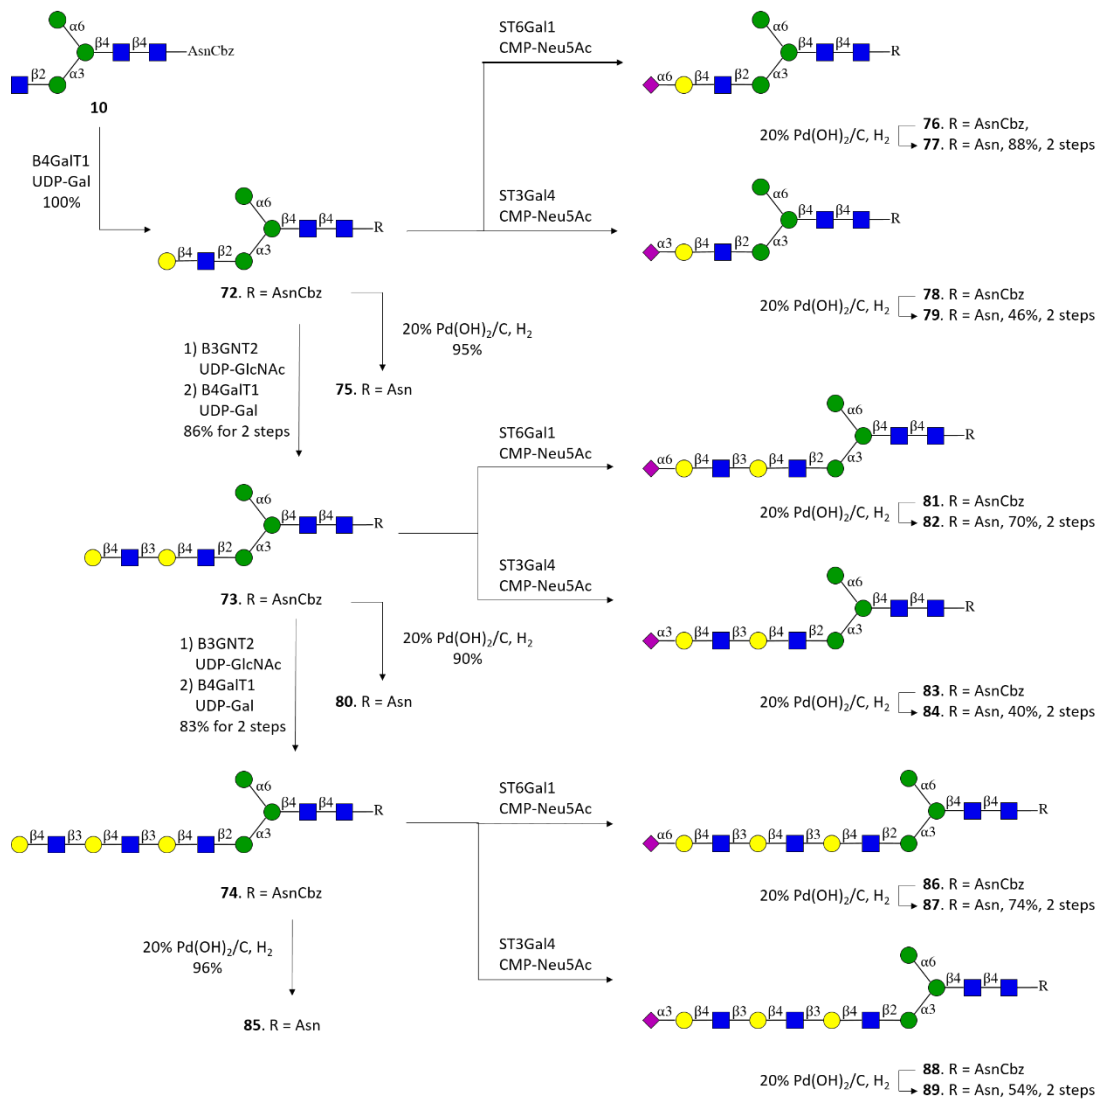 α6
β4 β4
AsnCbz
β2
α3
10
B4GalT1
UDP-Gal
100%
α6
β4 β4
R
β4 β2 α3
72. R = AsnCbz
20% Pd(OH)2/C, H2
95%
75. R = Asn
ST6Gal1
CMP-Neu5Ac
α6
β4 β4
R
α6 β4 β2 α3
76. R = AsnCbz,
20% Pd(OH)2/C, H2
77. R = Asn, 88%, 2 steps
ST3Gal4
CMP-Neu5Ac
α6
β4 β4
R
α3 β4 β2 α3
78. R = AsnCbz
20% Pd(OH)2/C, H2
79. R = Asn, 46%, 2 steps
1) B3GNT2
UDP-GlcNAc
2) B4GalT1
UDP-Gal
86% for 2 steps
α6
β4 β4
R
β4 β3 β4 β2 α3
73. R = AsnCbz
20% Pd(OH)2/C, H2
90%
80. R = Asn
ST6Gal1
CMP-Neu5Ac
α6
β4 β4
R
α6 β4 β3 β4 β2 α3
81. R = AsnCbz
20% Pd(OH)2/C, H2
82. R = Asn, 70%, 2 steps
ST3Gal4
CMP-Neu5Ac
α6
β4 β4
R
α3 β4 β3 β4 β2 α3
83. R = AsnCbz
20% Pd(OH)2/C, H2
84. R = Asn, 40%, 2 steps
1) B3GNT2
UDP-GlcNAc
2) B4GalT1
UDP-Gal
83% for 2 steps
α6
β4 β4
R
β4 β3 β4 β3 β4 β2 α3
74. R = AsnCbz
20% Pd(OH)2/C, H2
96%
85. R = Asn
ST6Gal1
CMP-Neu5Ac
α6
β4 β4
R
α6 β4 β3 β4 β3 β4 β2 α3
86. R = AsnCbz
20% Pd(OH)2/C, H2
87. R = Asn, 74%, 2 steps
ST3Gal4
CMP-Neu5Ac
α6
β4 β4
R
α3 β4 β3 β4 β3 β4 β2 α3
88. R = AsnCbz
20% Pd(OH)2/C, H2
89. R = Asn, 54%, 2 steps